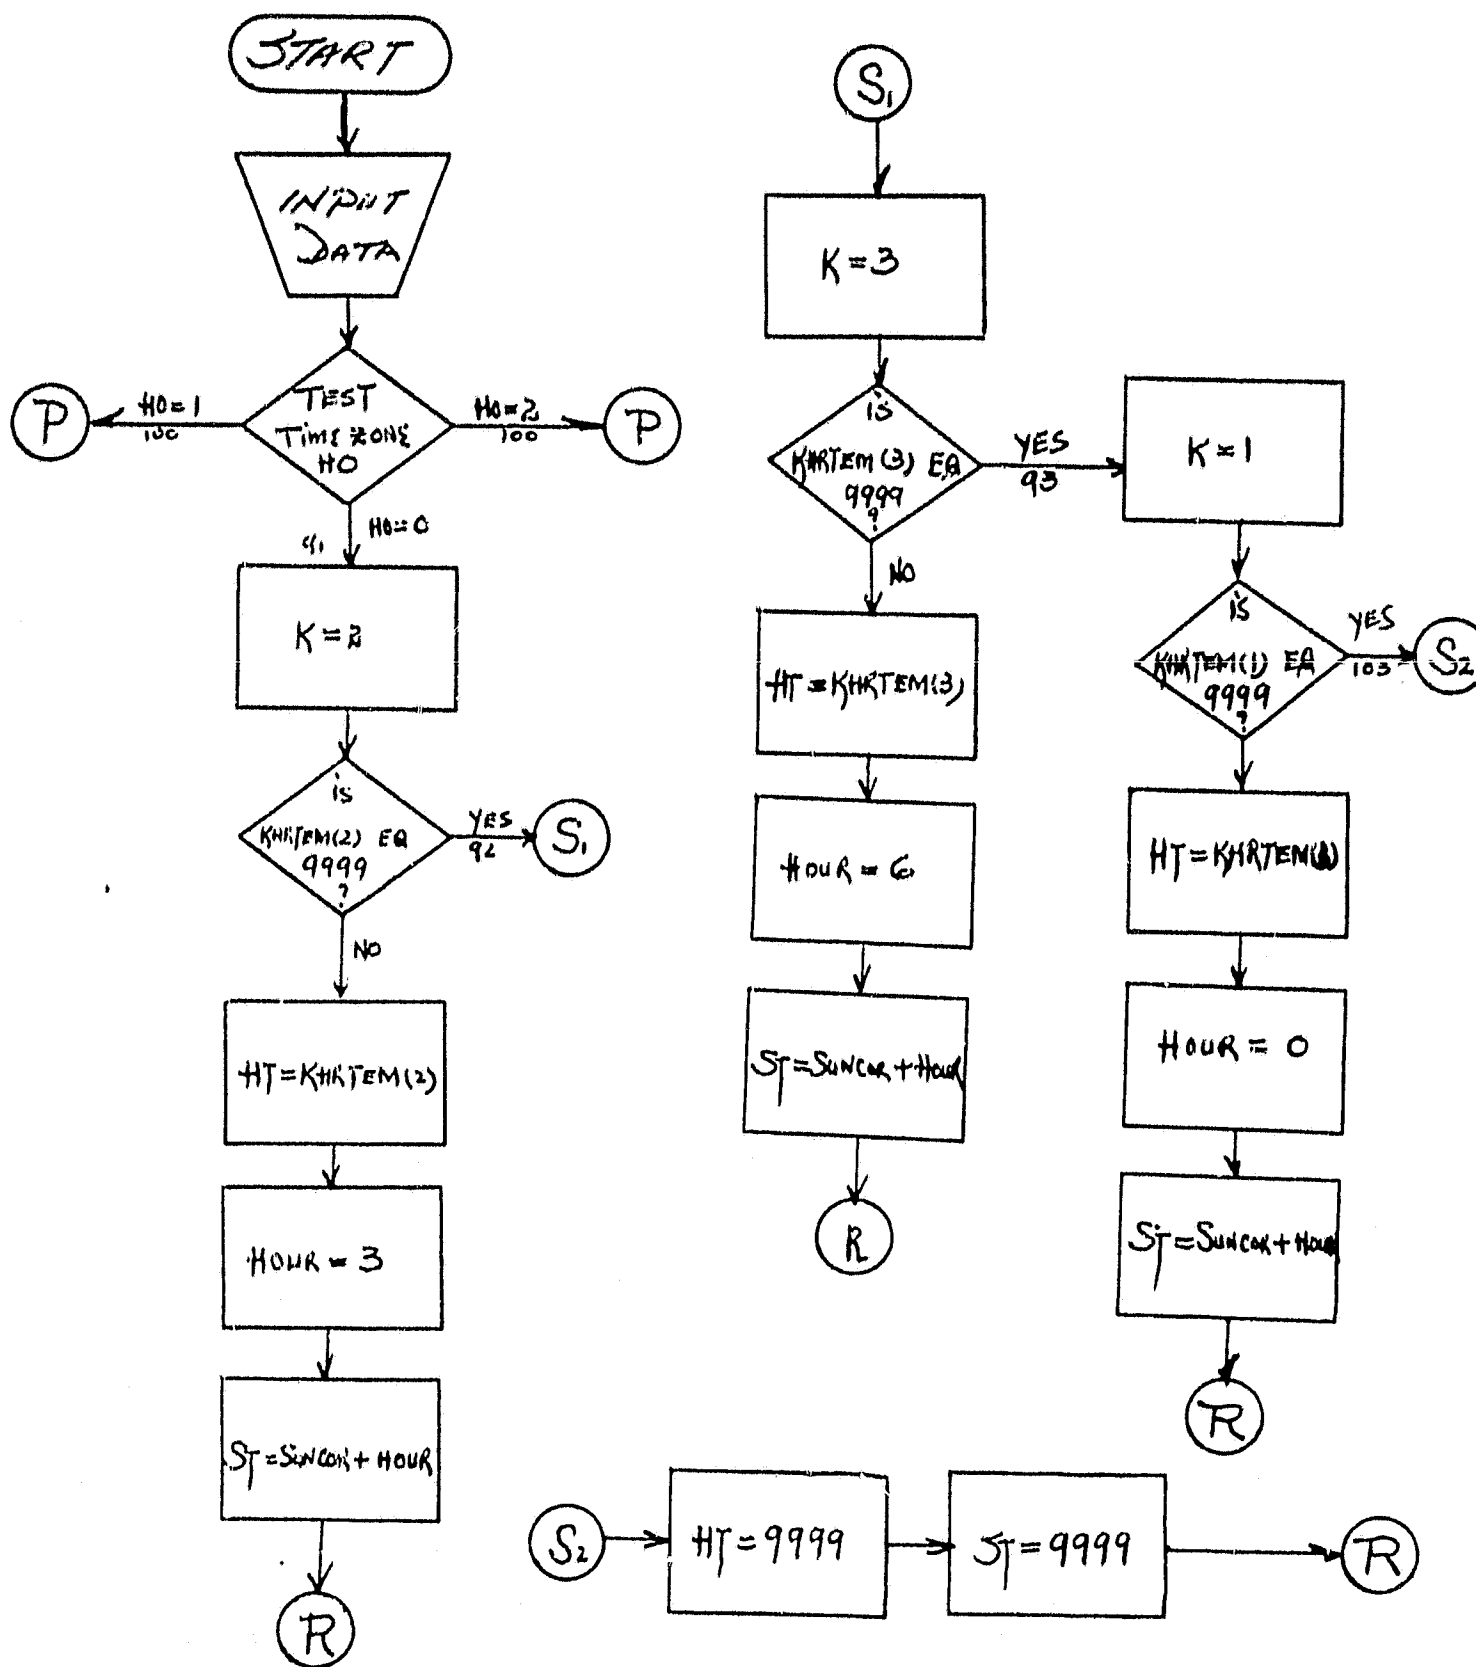 START
INPUT
DATA
TEST
TIME ZONE
HO
HO=1
100
P
HO=2
100
P
HO=0
91
K=2
is
KHRTEM(2) EQ
9999
?
YES
92
S1
NO
HT=KHRTEM(2)
HOUR = 3
ST=SUNCOR+HOUR
R
S1
K=3
is
KHRTEM(3) EQ
9999
?
YES
93
NO
HT=KHRTEM(3)
HOUR = 6
ST=SUNCOR+HOUR
R
K=1
is
KHRTEM(1) EQ
9999
?
YES
103
S2
HT=KHRTEM(1)
HOUR = 0
ST=SUNCOR+HOUR
R
S2
HT=9999
ST=9999
R